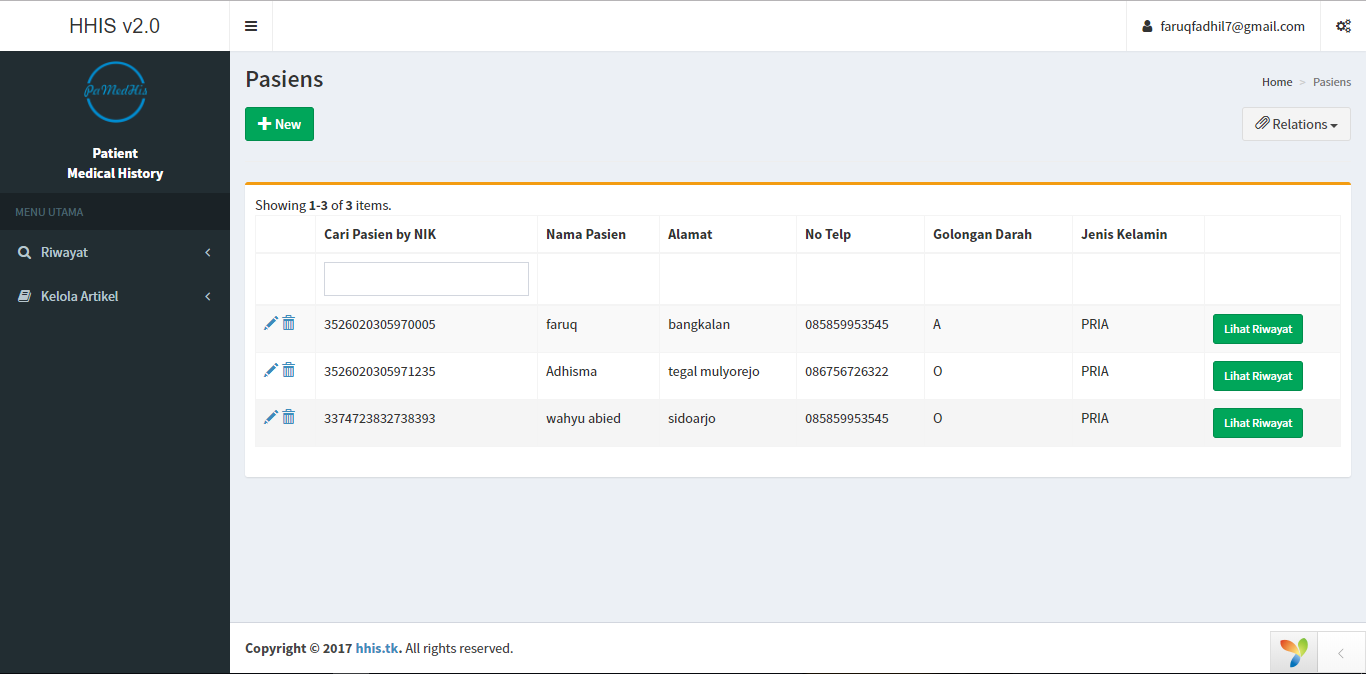 HHIS v2.0
faruqfadhil7@gmail.com
PaMedHis
Patient
Medical History
MENU UTAMA
Riwayat
Kelola Artikel
Pasiens
Home > Pasiens
New
Relations
Showing 1-3 of 3 items.
Cari Pasien by NIK Nama Pasien Alamat No Telp Golongan Darah Jenis Kelamin
3526020305970005 faruq bangkalan 085859953545 A PRIA Lihat Riwayat
3526020305971235 Adhisma tegal mulyorejo 086756726322 O PRIA Lihat Riwayat
3374723832738393 wahyu abied sidoarjo 085859953545 O PRIA Lihat Riwayat
Copyright © 2017 hhis.tk. All rights reserved.